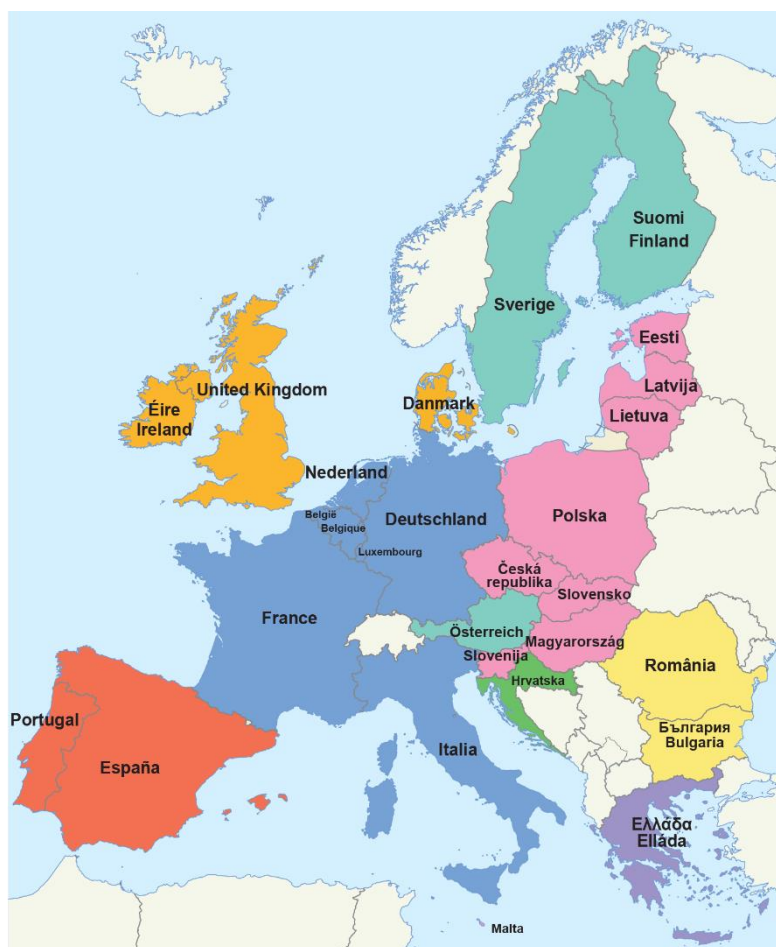 Suomi
Finland
Sverige
Eesti
Latvija
Lietuva
United Kingdom
Éire
Ireland
Danmark
Nederland
België
Belgique
Deutschland
Polska
Luxembourg
Česká
republika
Slovensko
France
Österreich
Magyarország
Slovenija
Hrvatska
România
Portugal
España
Italia
България
Bulgaria
Ελλάδα
Elláda
Malta